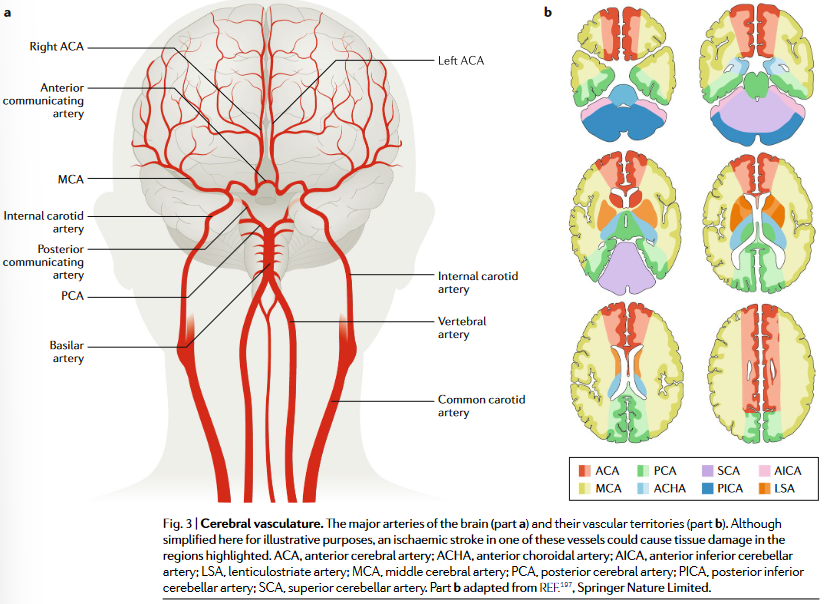 a
Right ACA
Anterior
communicating
artery
MCA
Internal carotid
artery
Posterior
communicating
artery
PCA
Basilar
artery
Left ACA
Internal carotid
artery
Vertebral
artery
Common carotid
artery
b
ACA PCA SCA AICA
MCA ACHA PICA LSA
Fig. 3 | Cerebral vasculature. The major arteries of the brain (part a) and their vascular territories (part b). Although
simplified here for illustrative purposes, an ischaemic stroke in one of these vessels could cause tissue damage in the
regions highlighted. ACA, anterior cerebral artery; ACHA, anterior choroidal artery; AICA, anterior inferior cerebellar
artery; LSA, lenticulostriate artery; MCA, middle cerebral artery; PCA, posterior cerebral artery; PICA, posterior inferior
cerebellar artery; SCA, superior cerebellar artery. Part b adapted from REF.197, Springer Nature Limited.